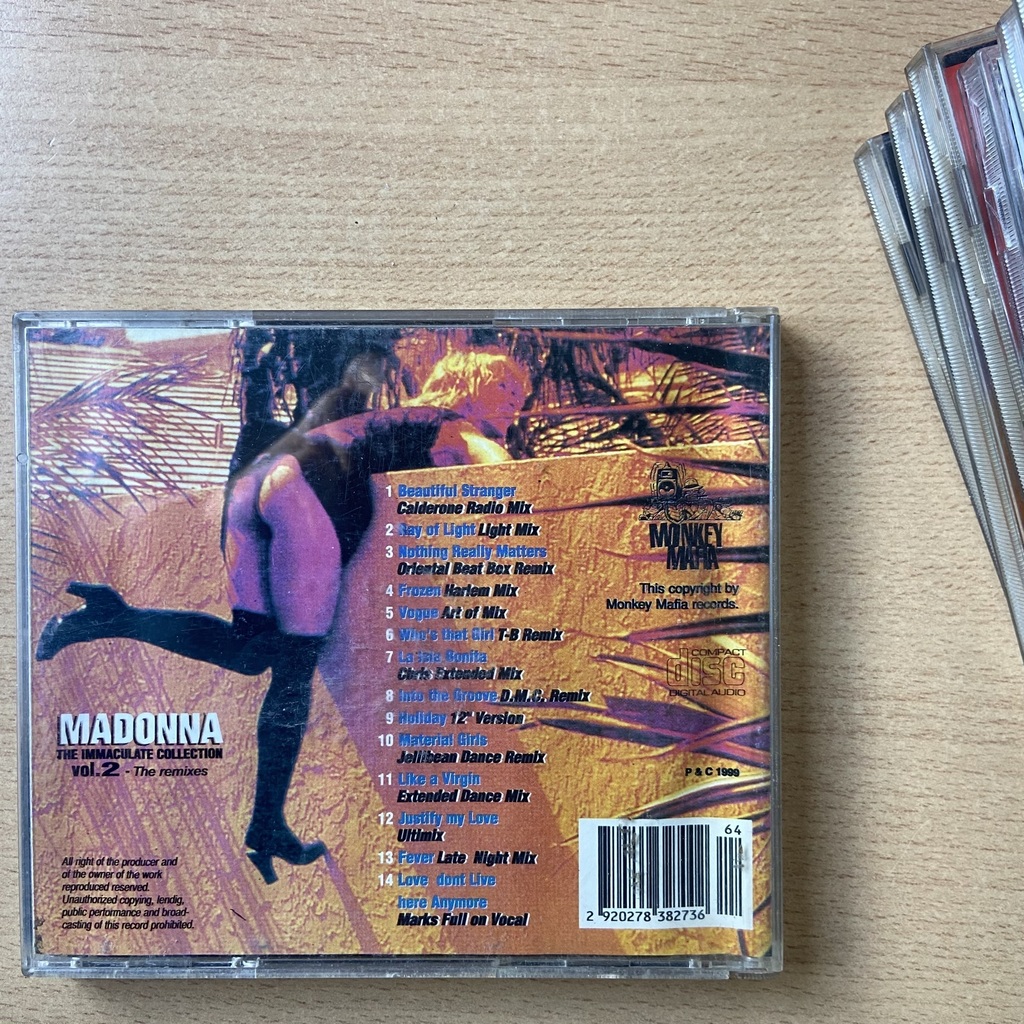 1 Beautiful Stranger
Calderone Radio Mix
2 Ray of Light Light Mix
3 Nothing Really Matters
Oriental Beat Box Remix
4 Frozen Harlem Mix
5 Vogue Art of Mix
6 Who's that Girl T-B Remix
7 La Isla Bonita
Chris Extended Mix
8 Into the Groove D.M.C. Remix
9 Holiday 12" Version
10 Material Girls
Jellibean Dance Remix
11 Like a Virgin
Extended Dance Mix
12 Justify my Love
Ultimix
13 Fever Late Night Mix
14 Love dont Live
here Anymore
Marks Full on Vocal
MONKEY
MAFIA
This copyright by
Monkey Mafia records.
COMPACT
disc
DIGITAL AUDIO
P & C 1999
MADONNA
THE IMMACULATE COLLECTION
vol.2 - The remixes
All right of the producer and
of the owner of the work
reproduced reserved.
Unauthorized copying, lendig,
public performance and broad-
casting of this record prohibited.
64
2 920278 382736